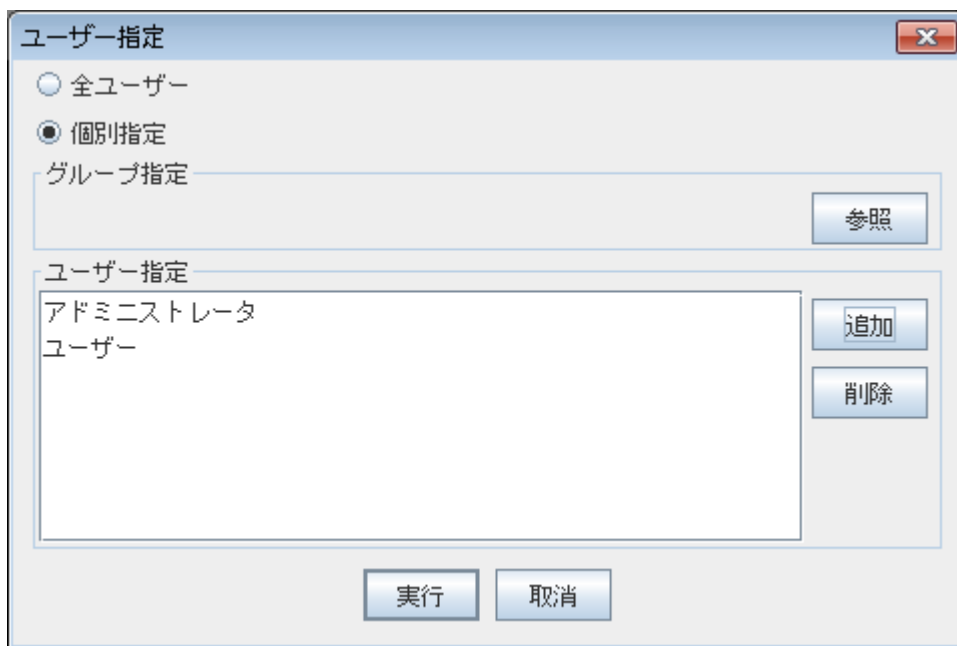 ユーザー指定
全ユーザー
個別指定
グループ指定
参照
ユーザー指定
アドミニストレータ
ユーザー
追加
削除
実行
取消